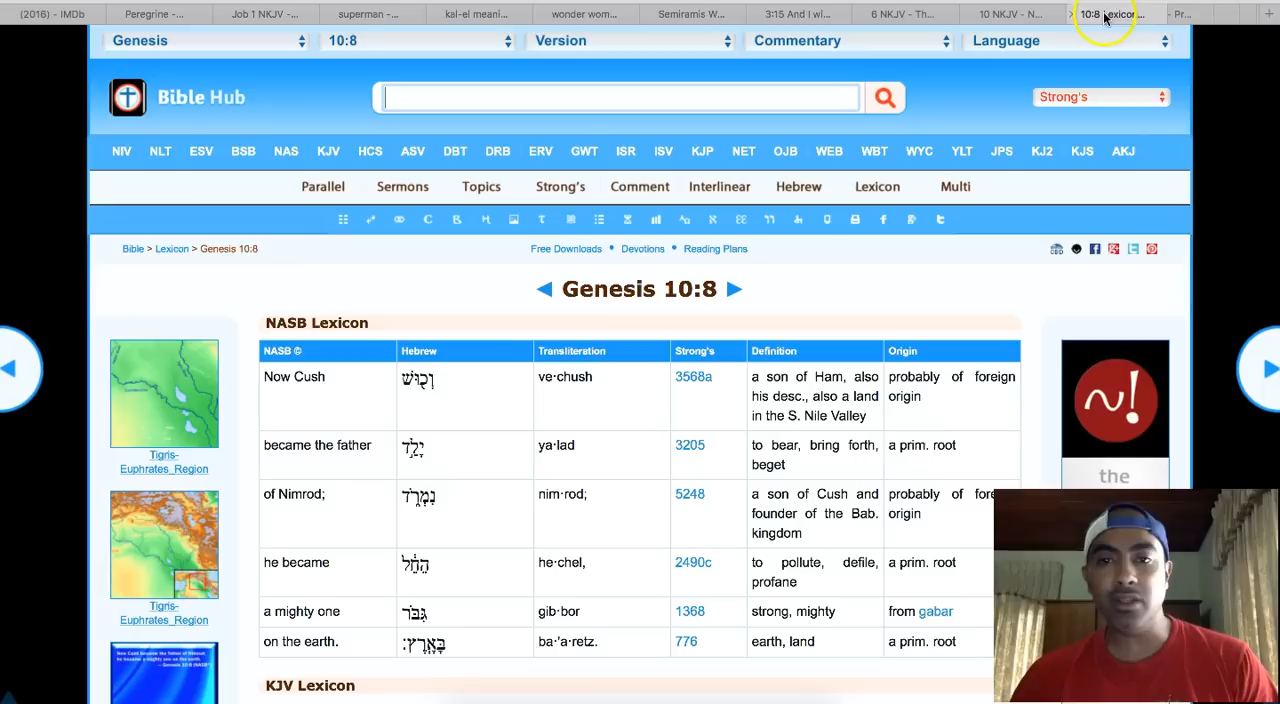 (2016) - IMDb Peregrine -... Job 1 NKJV -... superman -... kal-el meani... wonder wom... Semiramis W... 3:15 And I wi... 6 NKJV - Th... 10 NKJV - N... 10:8 Lexicon... - Pr...
Genesis 10:8 Version Commentary Language
Bible Hub Strong's
NIV NLT ESV BSB NAS KJV HCS ASV DBT DRB ERV GWT ISR ISV KJP NET OJB WEB WBT WYC YLT JPS KJ2 KJS AKJ
Parallel Sermons Topics Strong's Comment Interlinear Hebrew Lexicon Multi
Bible > Lexicon > Genesis 10:8 Free Downloads • Devotions • Reading Plans
Genesis 10:8
NASB Lexicon
NASB © Hebrew Transliteration Strong's Definition Origin
Now Cush וְכ֖וּשׁ ve·chush 3568a a son of Ham, also probably of foreign
his desc., also a land origin
in the S. Nile Valley
became the father יָלַ֣ד ya·lad 3205 to bear, bring forth, a prim. root
beget
Tigris-
Euphrates_Region
the
of Nimrod; נִמְרֹ֑ד nim·rod; 5248 a son of Cush and probably of fore
founder of the Bab. origin
kingdom
he became הֵחֵ֔ל he·chel, 2490c to pollute, defile, a prim. root
profane
Tigris-
Euphrates_Region
a mighty one גִּבֹּ֖ר gib·bor 1368 strong, mighty from gabar
on the earth. בָּאָֽרֶץ׃ ba·'a·retz. 776 earth, land a prim. root
KJV Lexicon